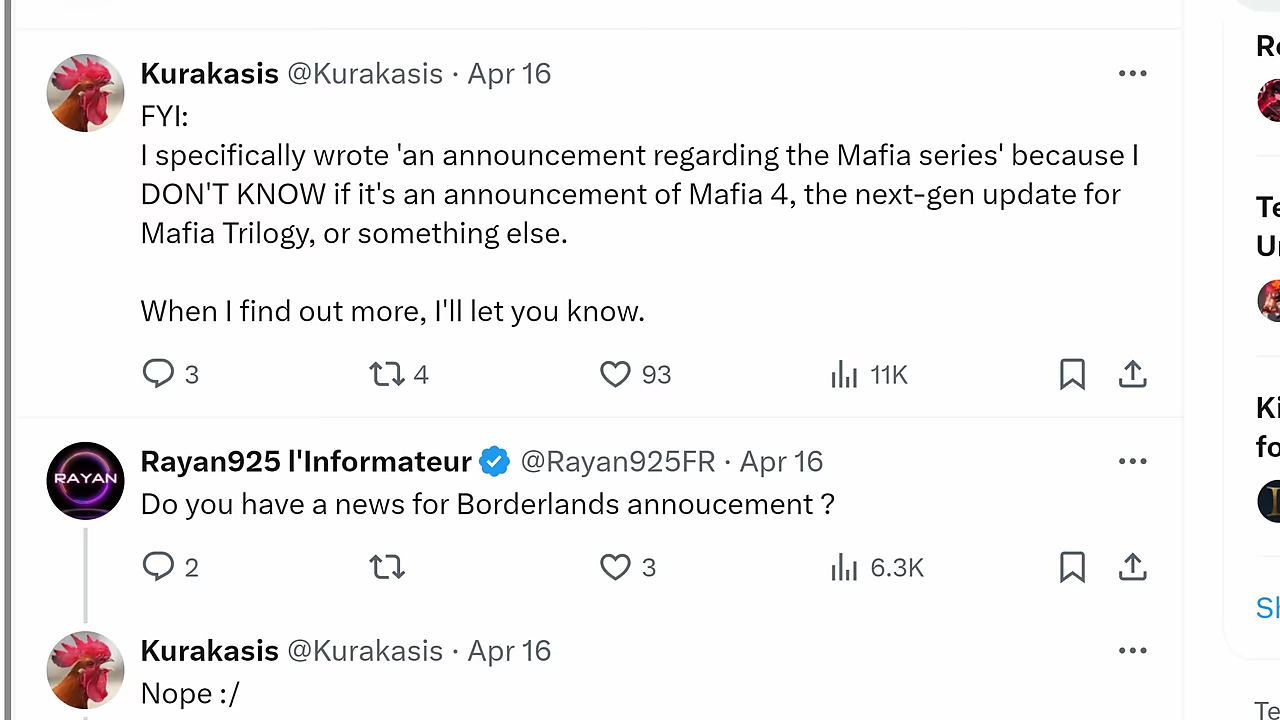 Kurakasis @Kurakasis · Apr 16
FYI:
I specifically wrote 'an announcement regarding the Mafia series' because I
DON'T KNOW if it's an announcement of Mafia 4, the next-gen update for
Mafia Trilogy, or something else.
When I find out more, I'll let you know.
3 4 93 11K
RAYAN
Rayan925 l'Informateur @Rayan925FR · Apr 16
Do you have a news for Borderlands annoucement ?
2 3 6.3K
Kurakasis @Kurakasis · Apr 16
Nope :/